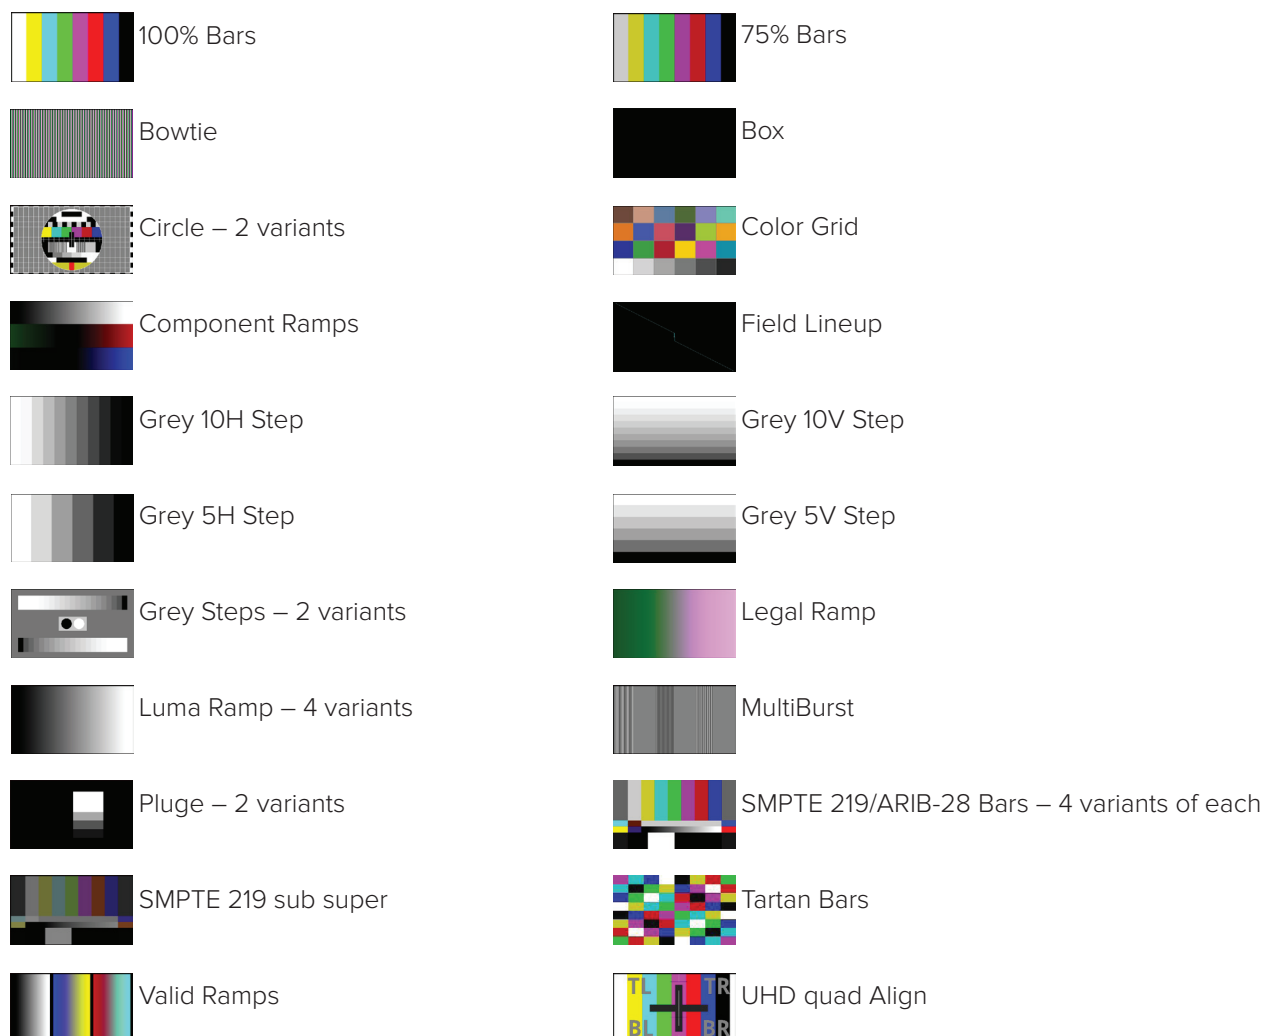 100% Bars
75% Bars
Bowtie
Box
Circle – 2 variants
Color Grid
Component Ramps
Field Lineup
Grey 10H Step
Grey 10V Step
Grey 5H Step
Grey 5V Step
Grey Steps – 2 variants
Legal Ramp
Luma Ramp – 4 variants
MultiBurst
Pluge – 2 variants
SMPTE 219/ARIB-28 Bars – 4 variants of each
SMPTE 219 sub super
Tartan Bars
Valid Ramps
TL TR
UHD quad Align
BL BR